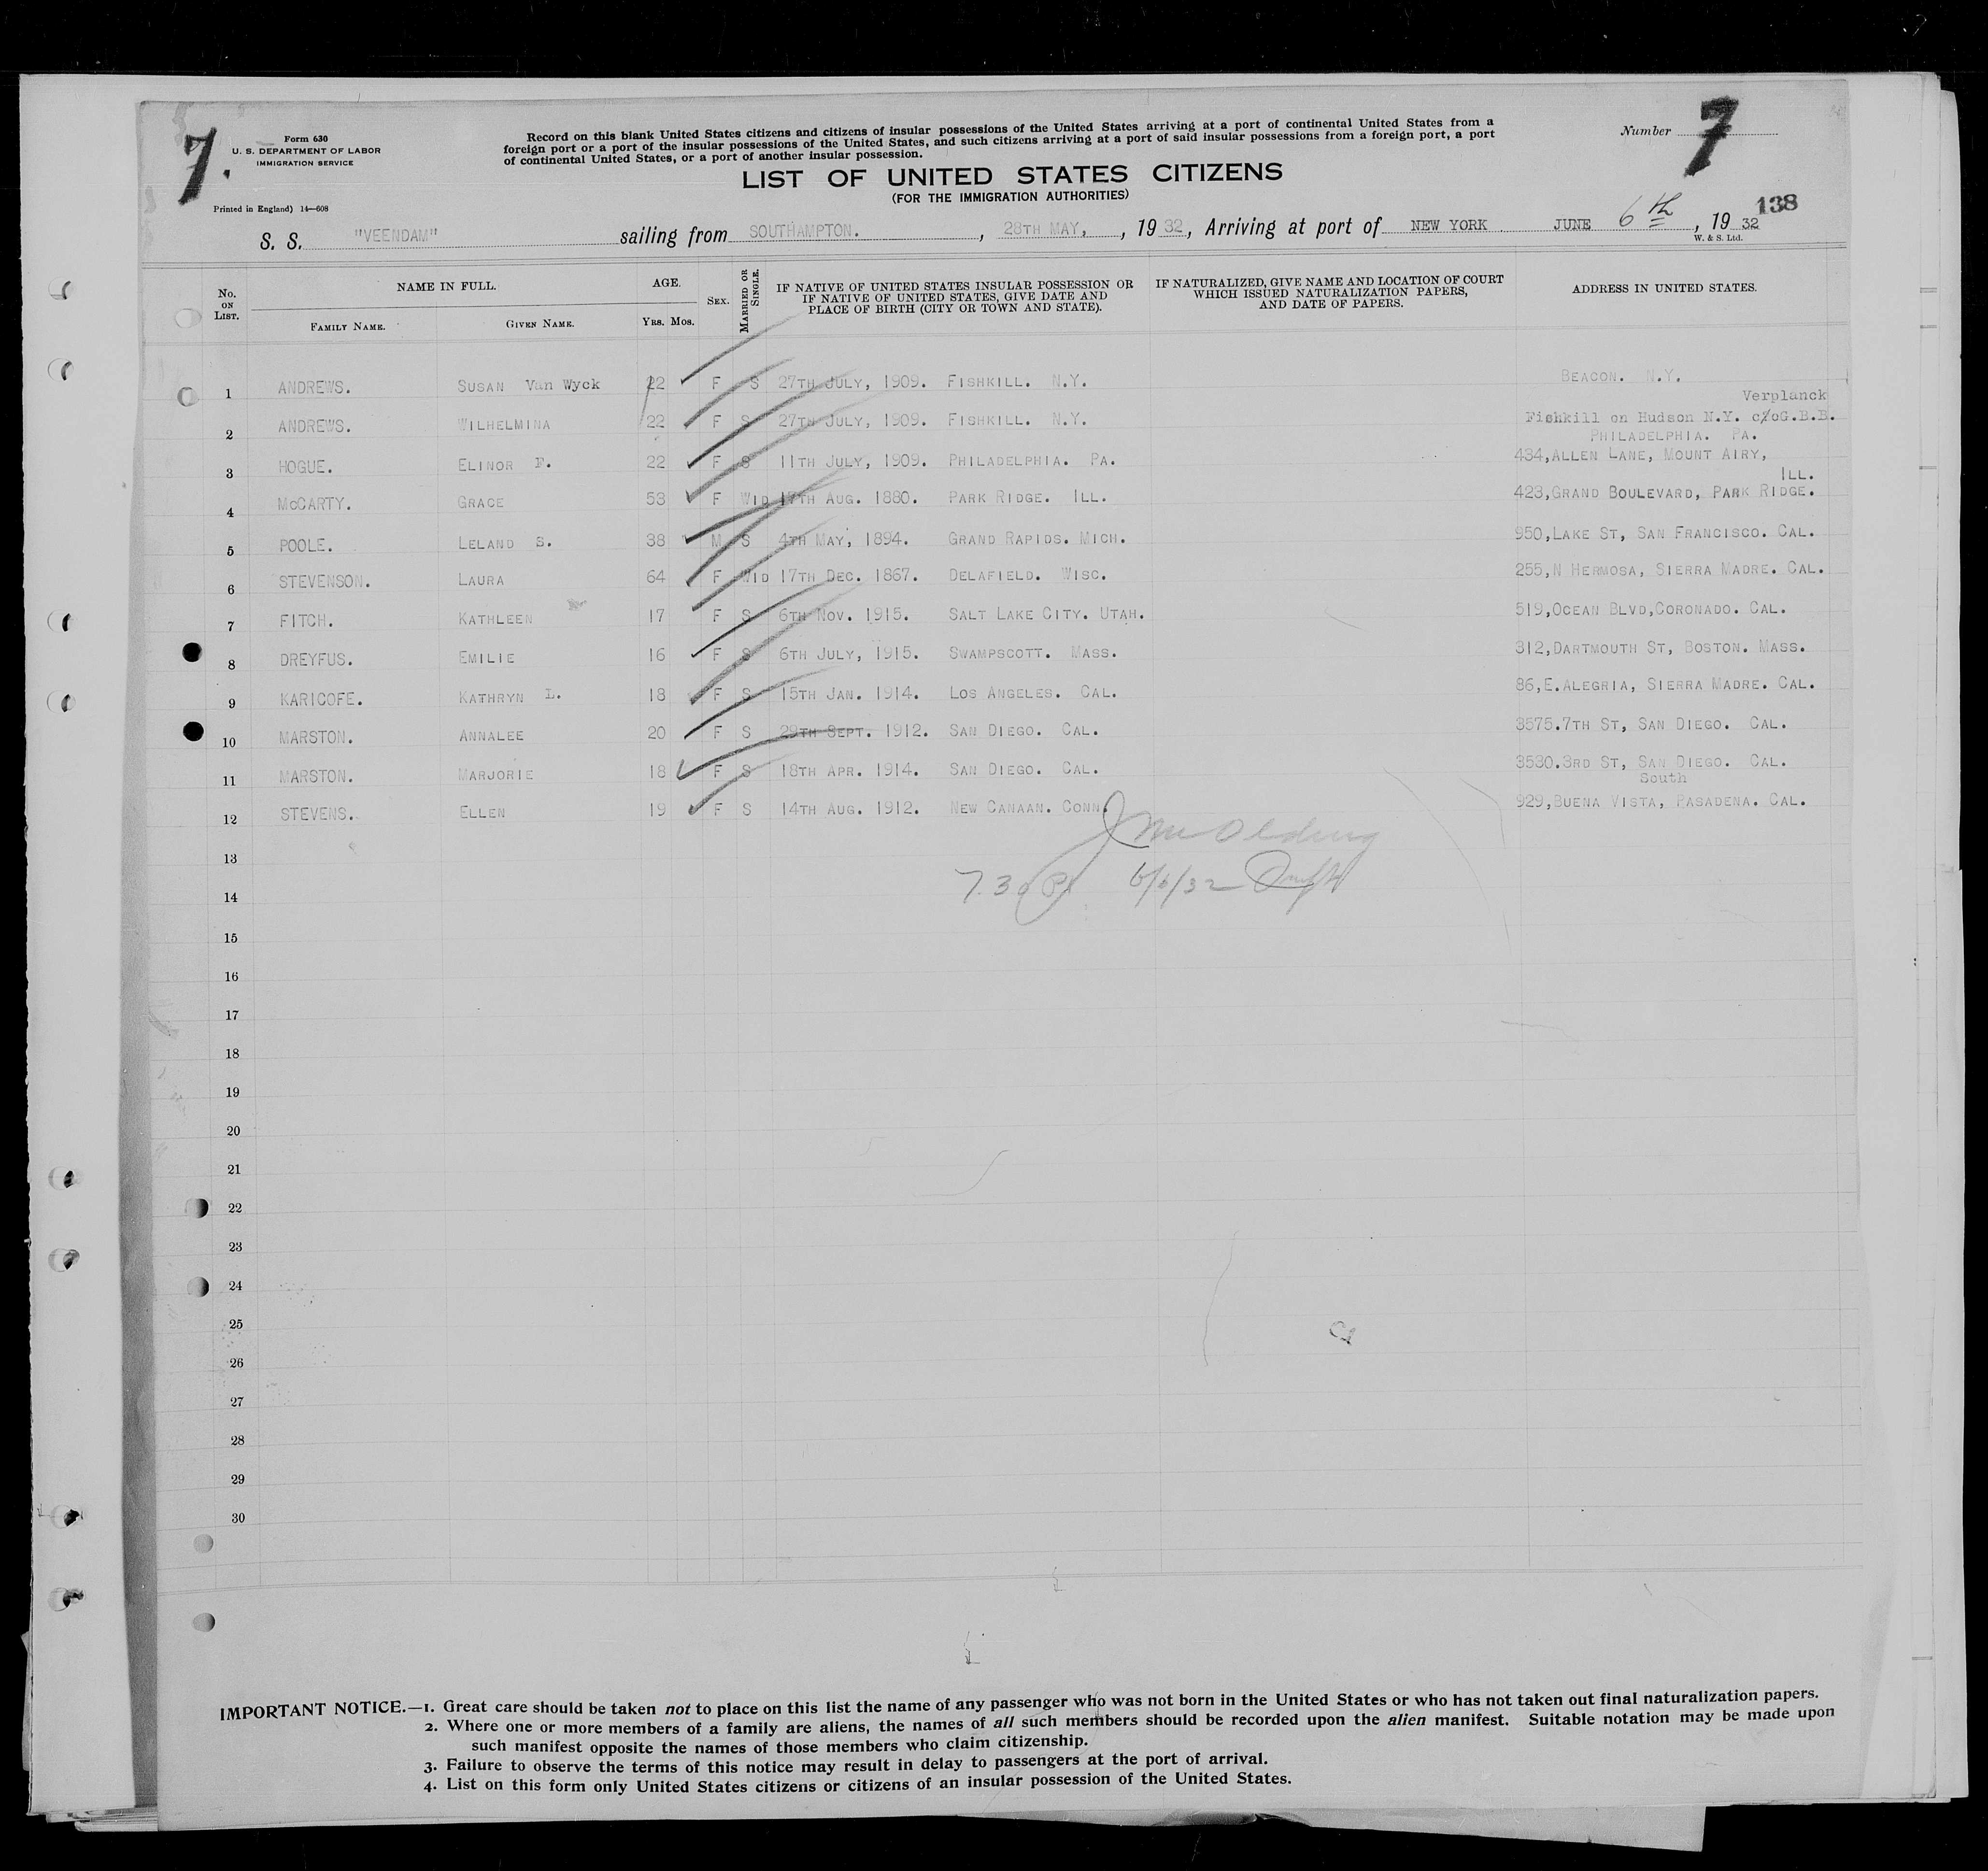 7.
Form 630
U. S. DEPARTMENT OF LABOR
IMMIGRATION SERVICE
Printed in England) 14—608
Record on this blank United States citizens and citizens of insular possessions of the United States arriving at a port of continental United States from a
foreign port or a port of the insular possessions of the United States, and such citizens arriving at a port of said insular possessions from a foreign port, a port
of continental United States, or a port of another insular possession.
Number 7
LIST OF UNITED STATES CITIZENS
(FOR THE IMMIGRATION AUTHORITIES)
138
S. S. "VEENDAM" sailing from SOUTHAMPTON. , 28TH MAY, , 19 32, Arriving at port of NEW YORK JUNE 6th , 19 32
W. & S. Ltd.
No. ON LIST. NAME IN FULL. AGE. SEX. MARRIED OR SINGLE. IF NATIVE OF UNITED STATES INSULAR POSSESSION OR IF NATIVE OF UNITED STATES, GIVE DATE AND PLACE OF BIRTH (CITY OR TOWN AND STATE). IF NATURALIZED, GIVE NAME AND LOCATION OF COURT WHICH ISSUED NATURALIZATION PAPERS, AND DATE OF PAPERS. ADDRESS IN UNITED STATES.
FAMILY NAME. GIVEN NAME. YRS. MOS.
1 ANDREWS. SUSAN Van Wyck 22 F S 27TH JULY, 1909. FISHKILL. N.Y. BEACON. N.Y.
Verplanck
2 ANDREWS. WILHELMINA 22 F S 27TH JULY, 1909. FISHKILL. N.Y. Fishkill on Hudson N.Y. c/oG.B.B.
PHILADELPHIA. PA.
3 HOGUE. ELINOR F. 22 F S 11TH JULY, 1909. PHILADELPHIA. PA. 434,ALLEN LANE, MOUNT AIRY,
ILL.
4 McCARTY. GRACE 53 F WID 17TH AUG. 1880. PARK RIDGE. ILL. 423,GRAND BOULEVARD, PARK RIDGE.
5 POOLE. LELAND S. 38 M S 4TH MAY, 1894. GRAND RAPIDS. MICH. 950,LAKE ST, SAN FRANCISCO. CAL.
6 STEVENSON. LAURA 64 F WID 17TH DEC. 1867. DELAFIELD. WISC. 255,N HERMOSA, SIERRA MADRE. CAL.
7 FITCH. KATHLEEN 17 F S 6TH NOV. 1915. SALT LAKE CITY. UTAH. 519,OCEAN BLVD,CORONADO. CAL.
8 DREYFUS. EMILIE 16 F S 6TH JULY, 1915. SWAMPSCOTT. MASS. 312,DARTMOUTH ST, BOSTON. MASS.
9 KARICOFE. KATHRYN L. 18 F S 15TH JAN. 1914. LOS ANGELES. CAL. 86,E.ALEGRIA, SIERRA MADRE. CAL.
10 MARSTON. ANNALEE 20 F S 29TH SEPT. 1912. SAN DIEGO. CAL. 3575.7TH ST, SAN DIEGO. CAL.
11 MARSTON. MARJORIE 18 F S 18TH APR. 1914. SAN DIEGO. CAL. 3530.3RD ST, SAN DIEGO. CAL.
South
12 STEVENS. ELLEN 19 F S 14TH AUG. 1912. NEW CANAAN. CONN. 929,BUENA VISTA, PASADENA. CAL.
13
14 7.30 6/6/32
15
16
17
18
19
20
21
22
23
24
25
26
27
28
29
30
IMPORTANT NOTICE.—1. Great care should be taken not to place on this list the name of any passenger who was not born in the United States or who has not taken out final naturalization papers.
2. Where one or more members of a family are aliens, the names of all such members should be recorded upon the alien manifest. Suitable notation may be made upon
such manifest opposite the names of those members who claim citizenship.
3. Failure to observe the terms of this notice may result in delay to passengers at the port of arrival.
4. List on this form only United States citizens or citizens of an insular possession of the United States.